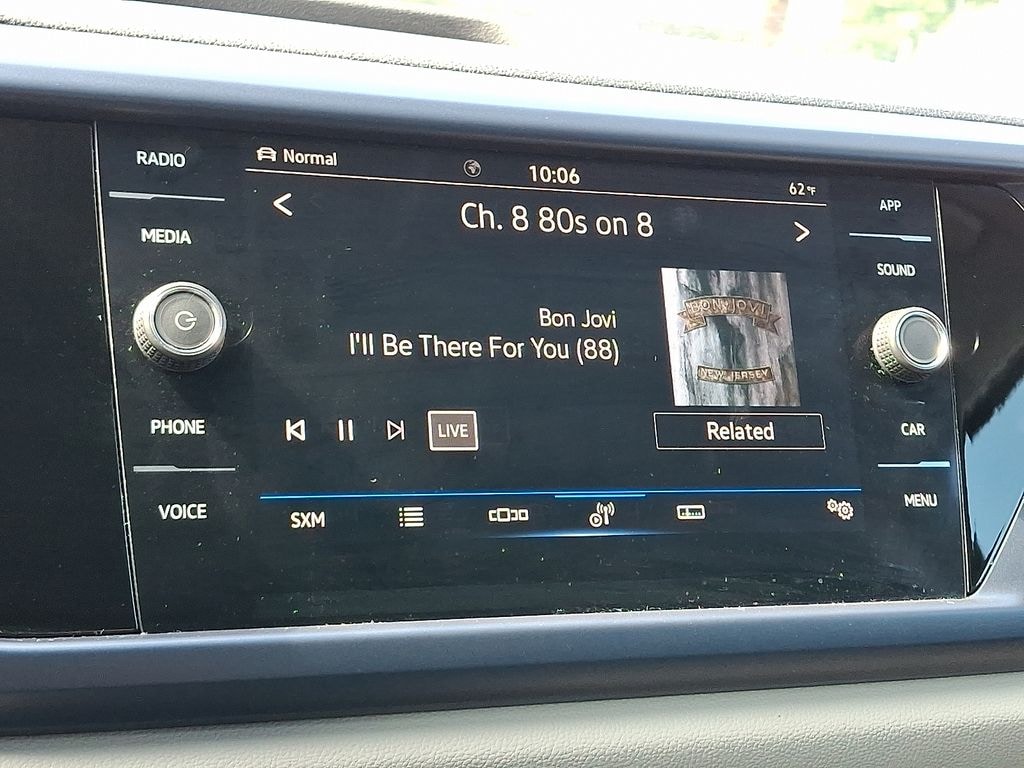 RADIO
MEDIA
PHONE
VOICE
Normal
10:06
62°F
Ch. 8 80s on 8
Bon Jovi
I'll Be There For You (88)
BON JOVI
NEW JERSEY
LIVE
Related
SXM
APP
SOUND
CAR
MENU